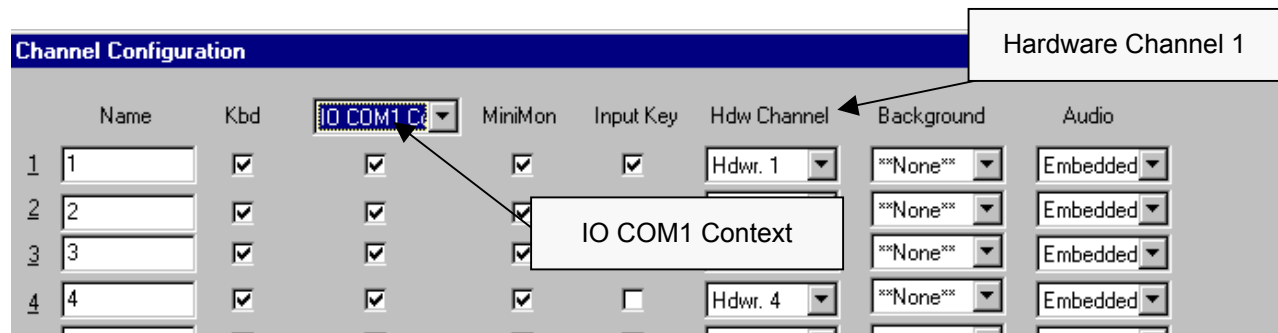 Hardware Channel 1
Channel Configuration
Name Kbd IO COM1 Co MiniMon Input Key Hdw Channel Background Audio
1 1 Hdwr. 1 **None** Embedded
2 2 **None** Embedded
IO COM1 Context
3 3 **None** Embedded
4 4 Hdwr. 4 **None** Embedded